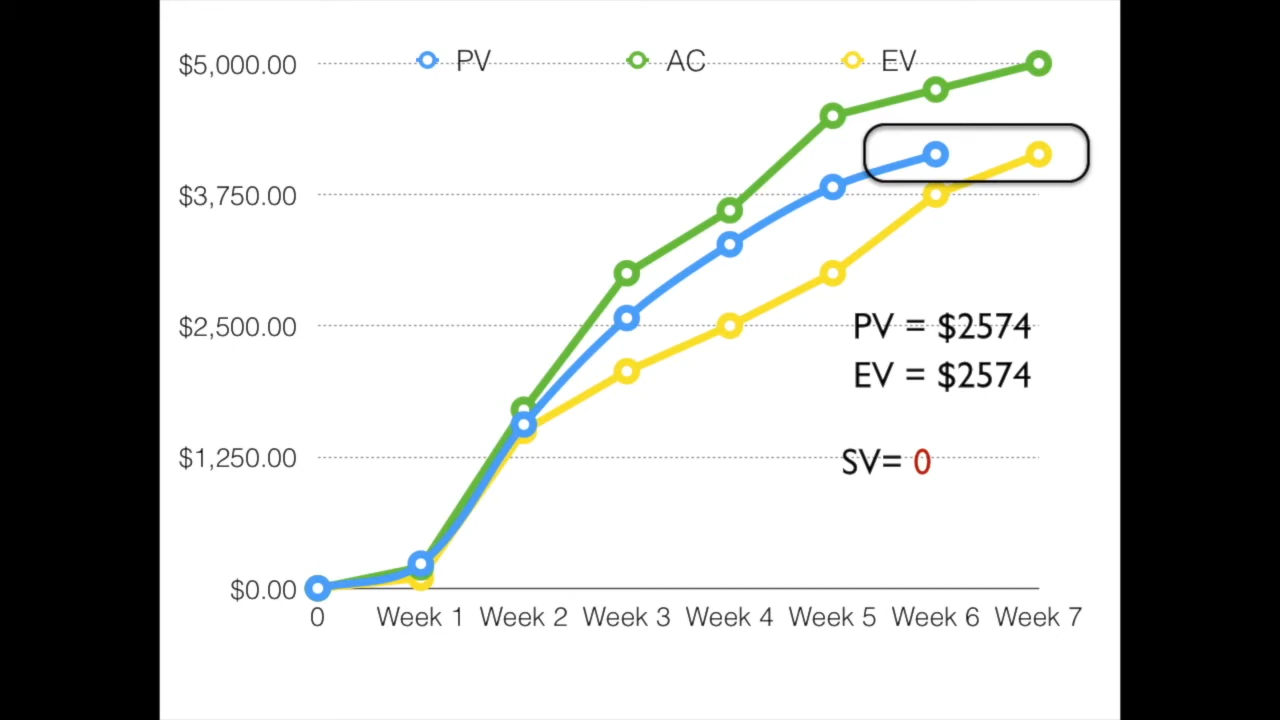 PV AC EV
$5,000.00
$3,750.00
$2,500.00
$1,250.00
$0.00
PV = $2574
EV = $2574
SV= 0
0 Week 1 Week 2 Week 3 Week 4 Week 5 Week 6 Week 7